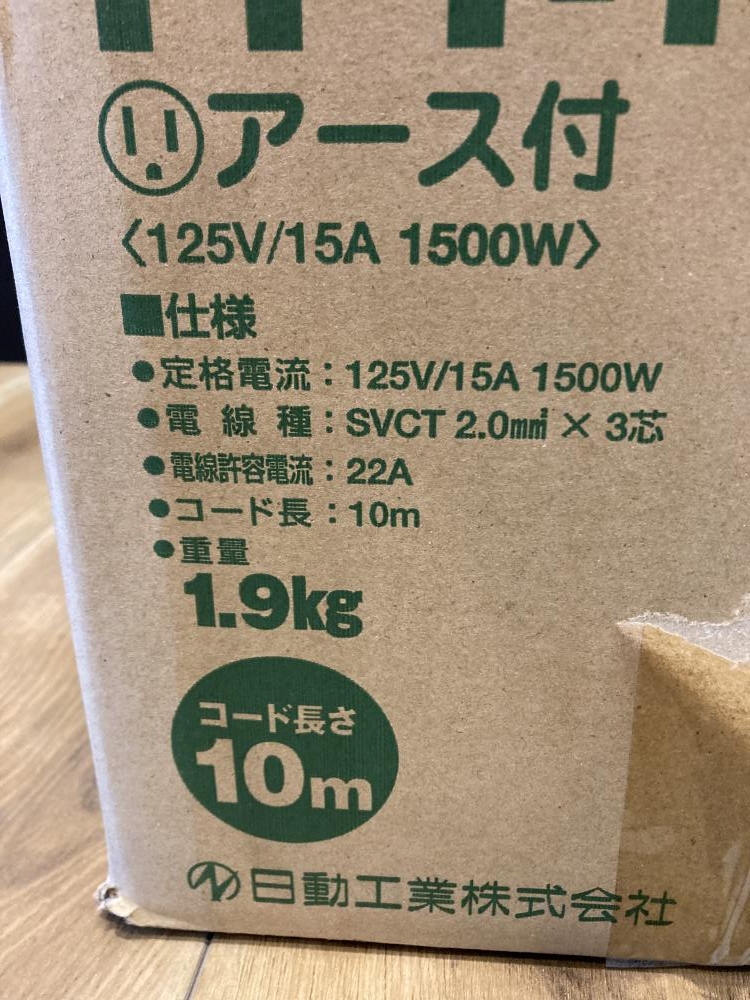 アース付
〈125V/15A 1500W〉
■仕様
●定格電流：125V/15A 1500W
●電線種：SVCT 2.0m㎡ × 3芯
●電線許容電流：22A
●コード長：10m
●重量
1.9kg
コード長さ
10m
日動工業株式会社